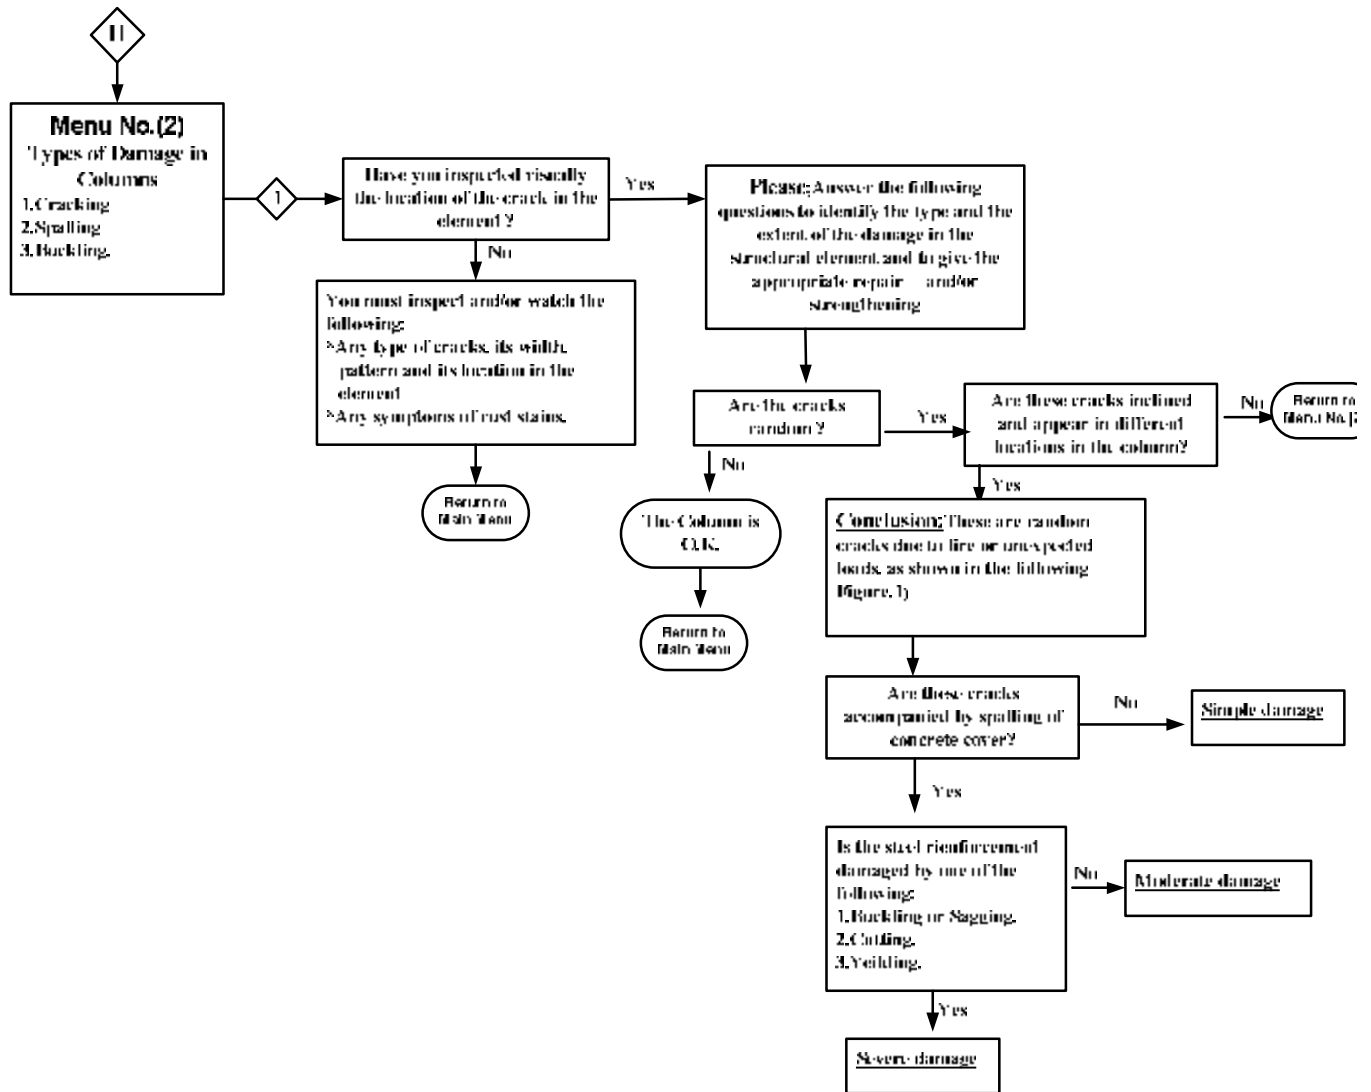 Menu No.(2)
Types of Damage in
Columns
1.Cracking
2.Spalling
3.Buckling.
1
Have you inspected visually
the location of the crack in the
element ?
Yes
No
You must inspect and/or watch the
following:
*Any type of cracks, its width,
pattern and its location in the
element
*Any symptoms of rust stains.
Return to
Main Menu
Please; Answer the following
questions to identify the type and the
extent of the damage in the
structural element and to give the
appropriate repair and/or
strengthening
Are the cracks
random ?
Yes
No
The Column is
O.K.
Return to
Main Menu
Are these cracks inclined
and appear in different
locations in the column?
No
Return to
Menu No.(2
Yes
Conclusion; These are random
cracks due to fire or unexpected
loads, as shown in the following
Figure. 1)
Are these cracks
accompanied by spalling of
concrete cover?
No
Simple damage
Yes
Is the steel rienforcement
damaged by one of the
following:
1.Buckling or Sagging.
2.Cutting.
3.Yeilding.
No
Moderate damage
Yes
Severe damage